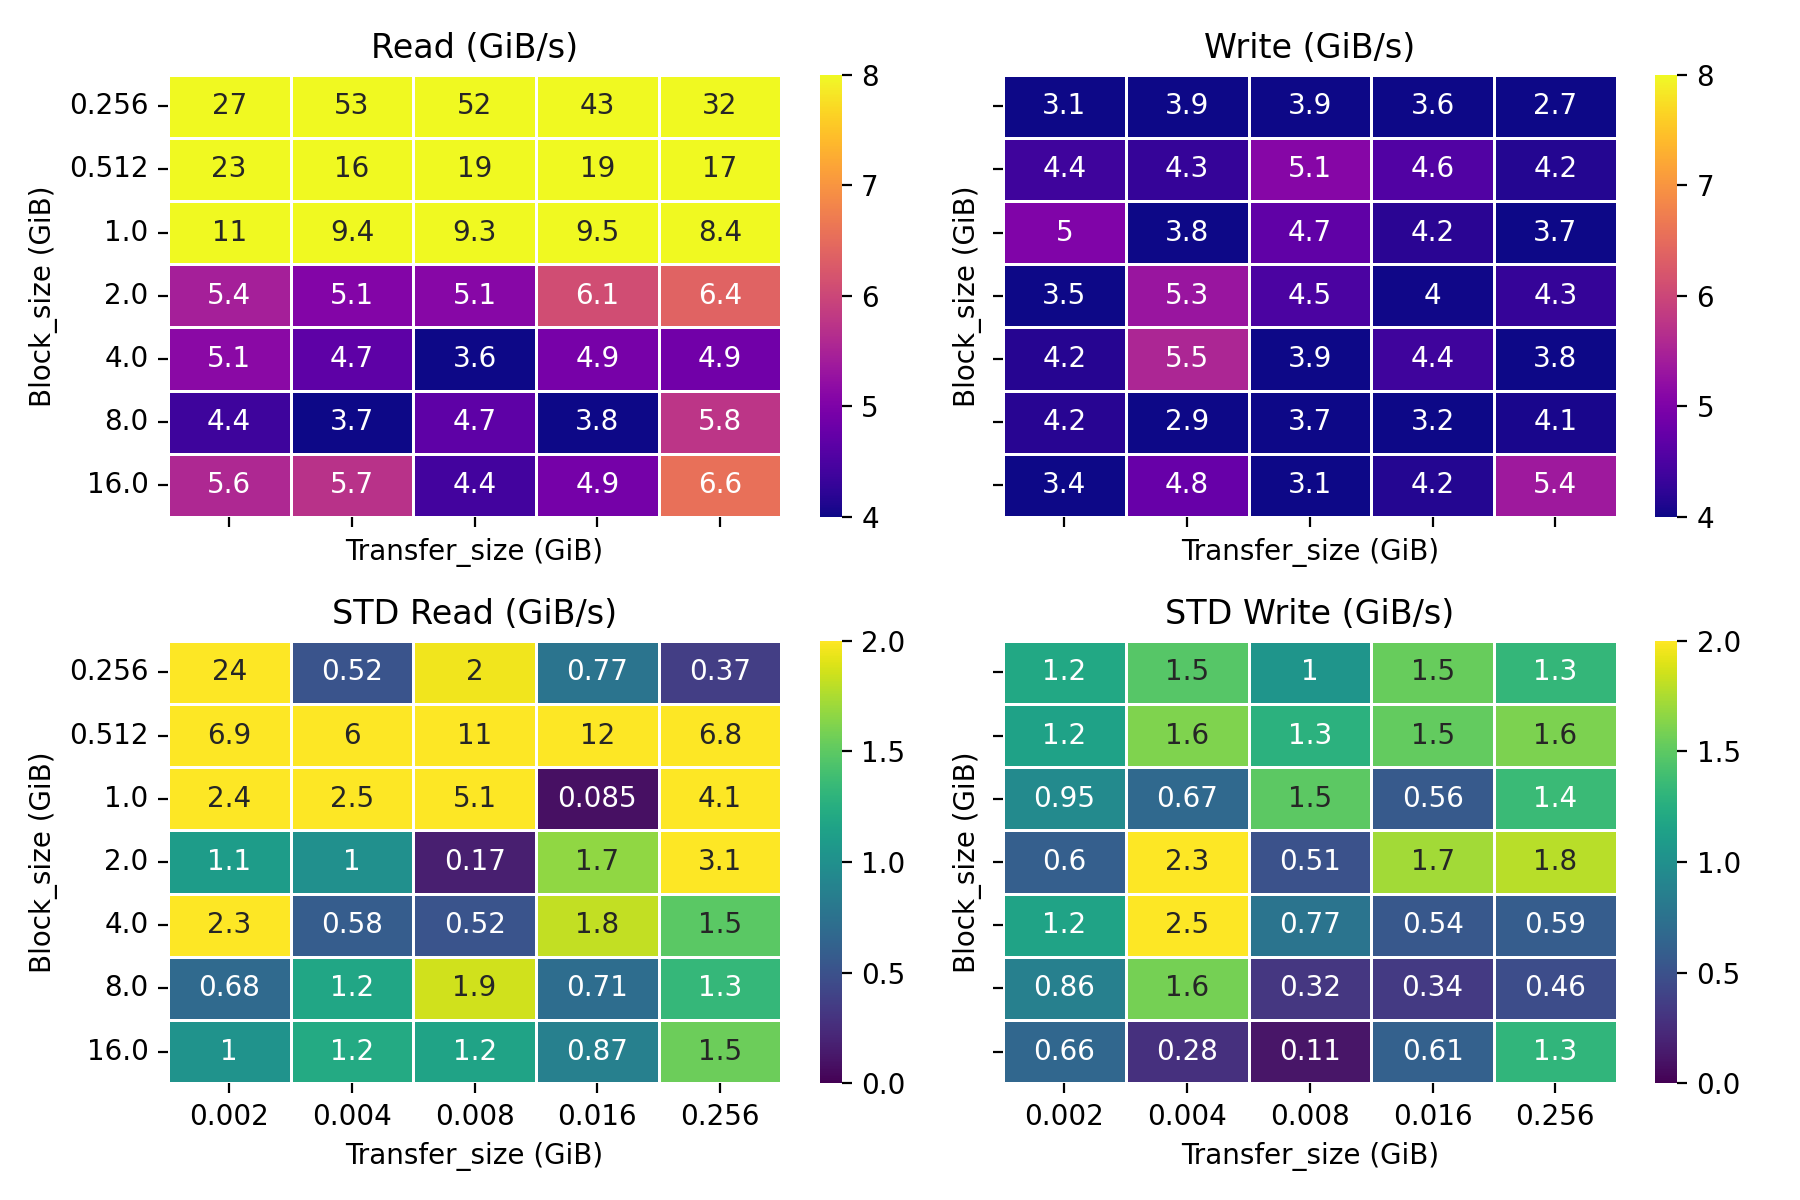 Read (GiB/s)
Block_size (GiB)
0.256 27 53 52 43 32
0.512 23 16 19 19 17
1.0 11 9.4 9.3 9.5 8.4
2.0 5.4 5.1 5.1 6.1 6.4
4.0 5.1 4.7 3.6 4.9 4.9
8.0 4.4 3.7 4.7 3.8 5.8
16.0 5.6 5.7 4.4 4.9 6.6
Transfer_size (GiB)
8
7
6
5
4
Write (GiB/s)
Block_size (GiB)
3.1 3.9 3.9 3.6 2.7
4.4 4.3 5.1 4.6 4.2
5 3.8 4.7 4.2 3.7
3.5 5.3 4.5 4 4.3
4.2 5.5 3.9 4.4 3.8
4.2 2.9 3.7 3.2 4.1
3.4 4.8 3.1 4.2 5.4
Transfer_size (GiB)
8
7
6
5
4
STD Read (GiB/s)
Block_size (GiB)
0.256 24 0.52 2 0.77 0.37
0.512 6.9 6 11 12 6.8
1.0 2.4 2.5 5.1 0.085 4.1
2.0 1.1 1 0.17 1.7 3.1
4.0 2.3 0.58 0.52 1.8 1.5
8.0 0.68 1.2 1.9 0.71 1.3
16.0 1 1.2 1.2 0.87 1.5
0.002 0.004 0.008 0.016 0.256
Transfer_size (GiB)
2.0
1.5
1.0
0.5
0.0
STD Write (GiB/s)
Block_size (GiB)
1.2 1.5 1 1.5 1.3
1.2 1.6 1.3 1.5 1.6
0.95 0.67 1.5 0.56 1.4
0.6 2.3 0.51 1.7 1.8
1.2 2.5 0.77 0.54 0.59
0.86 1.6 0.32 0.34 0.46
0.66 0.28 0.11 0.61 1.3
0.002 0.004 0.008 0.016 0.256
Transfer_size (GiB)
2.0
1.5
1.0
0.5
0.0